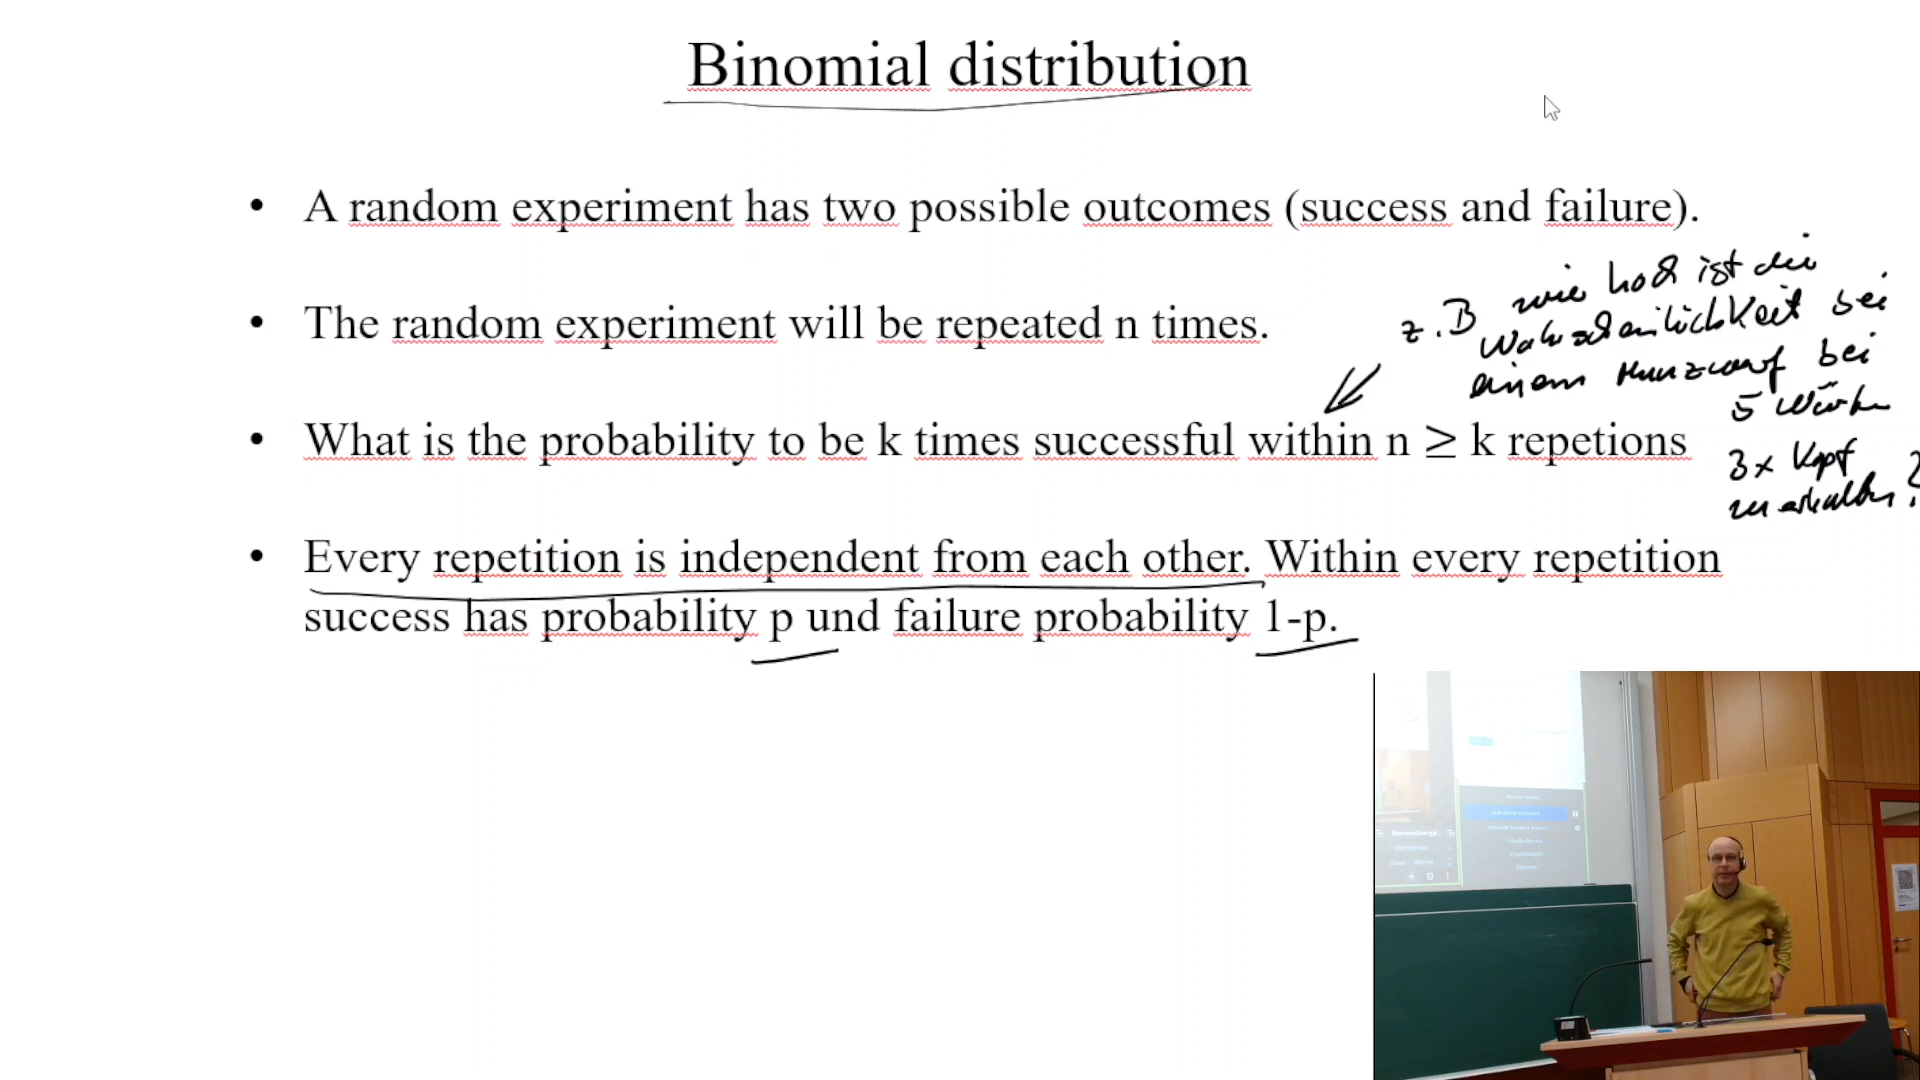 Binomial distribution
• A random experiment has two possible outcomes (success and failure).
• The random experiment will be repeated n times.
z.B wie hoch ist die
Wahrscheinlichkeit bei
einem Münzwurf bei
5 Würfen
3x Kopf
zu erhalten?
• What is the probability to be k times successful within n ≥ k repetions
• Every repetition is independent from each other. Within every repetition
success has probability p und failure probability 1-p.